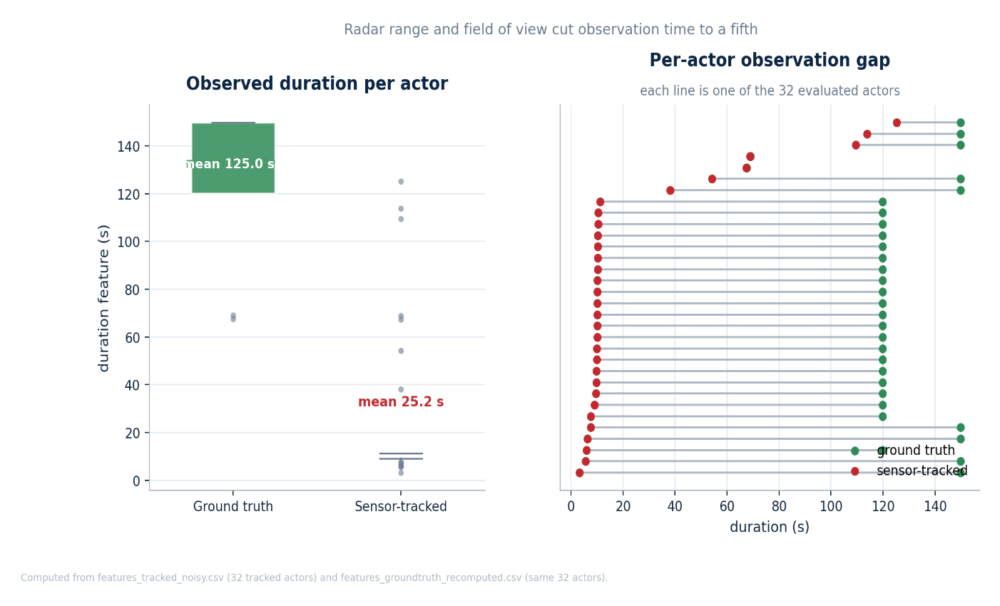 Radar range and field of view cut observation time to a fifth
Observed duration per actor
duration feature (s)
140
120
100
80
60
40
20
0
mean 125.0 s
mean 25.2 s
Ground truth
Sensor-tracked
Per-actor observation gap
each line is one of the 32 evaluated actors
ground truth
sensor-tracked
0
20
40
60
80
100
120
140
duration (s)
Computed from features_tracked_noisy.csv (32 tracked actors) and features_groundtruth_recomputed.csv (same 32 actors).